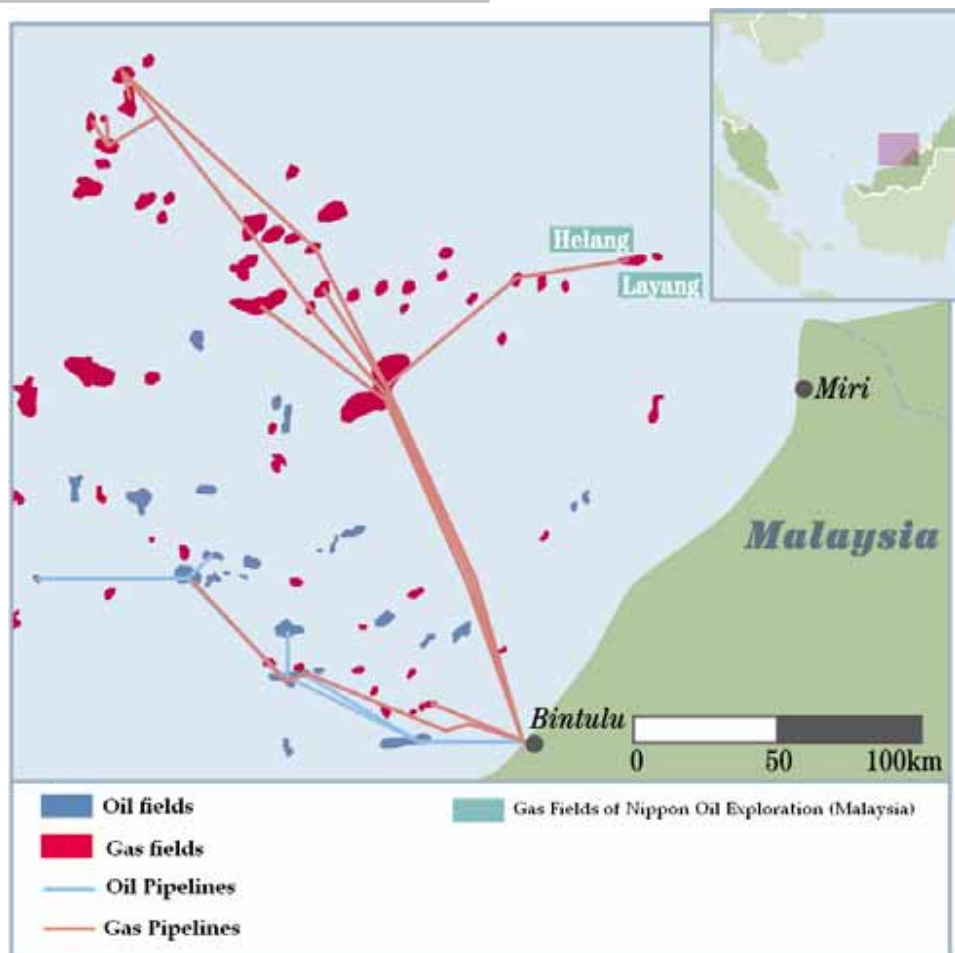 Helang
Layang
Miri
Malaysia
Bintulu
0 50 100km
Oil fields
Gas Fields of Nippon Oil Exploration (Malaysia)
Gas fields
Oil Pipelines
Gas Pipelines